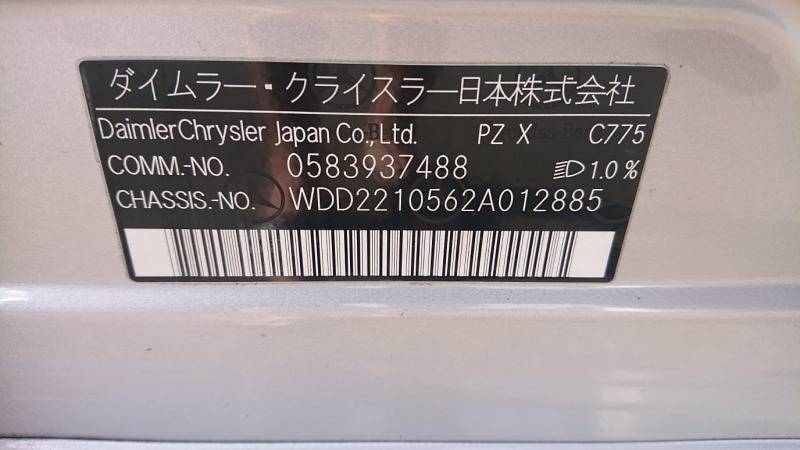 ダイムラー・クライスラー日本株式会社
DaimlerChrysler Japan Co.,Ltd. PZ X C775
COMM.-NO. 0583937488 1.0%
CHASSIS.-NO. WDD2210562A012885